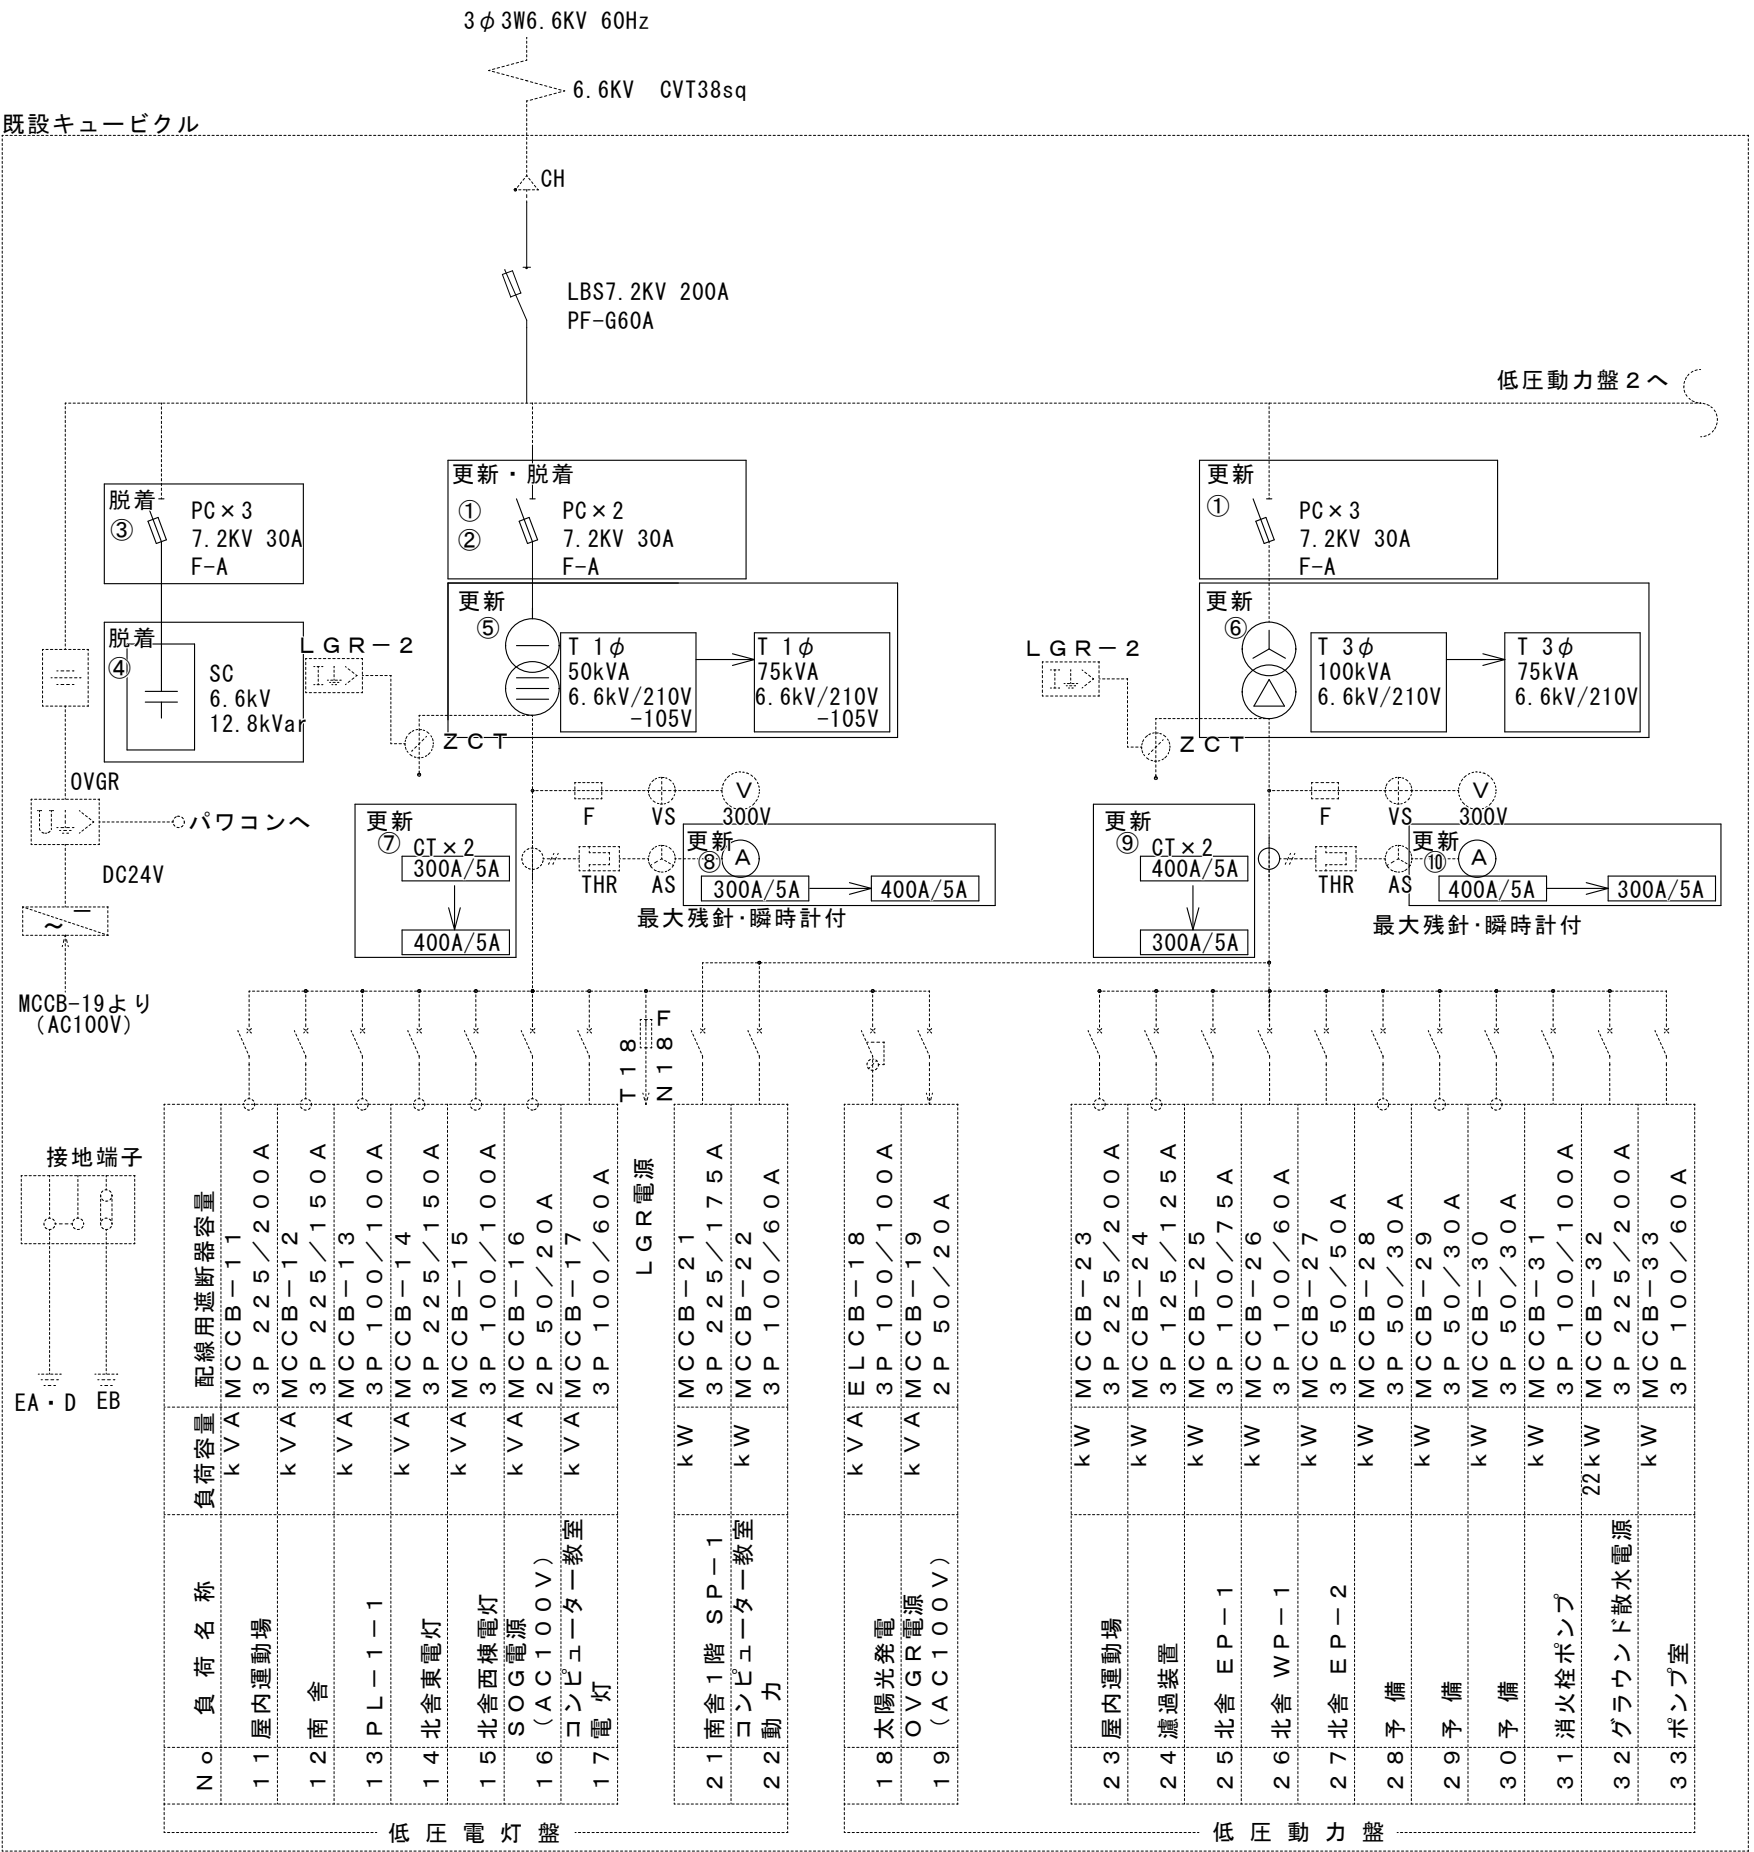 3φ3W6.6KV 60Hz
6.6KV CVT38sq
既設キュービクル
CH
LBS7.2KV 200A
PF-G60A
低圧動力盤２へ
脱着
③
PC×3
7.2KV 30A
F-A
更新・脱着
①
②
PC×2
7.2KV 30A
F-A
更新
①
PC×3
7.2KV 30A
F-A
脱着
④
SC
6.6kV
12.8kVar
ＬＧＲ－２
I
更新
⑤
T 1φ
50kVA
6.6kV/210V
-105V
T 1φ
75kVA
6.6kV/210V
-105V
ＺＣＴ
ＬＧＲ－２
I
更新
⑥
T 3φ
100kVA
6.6kV/210V
T 3φ
75kVA
6.6kV/210V
ＺＣＴ
OVGR
U
パワコンへ
DC24V
MCCB-19より
(AC100V)
F
VS
V
300V
更新
⑦
CT×2
300A/5A
400A/5A
THR
AS
更新
⑧
A
300A/5A
400A/5A
最大残針･瞬時計付
F
VS
V
300V
更新
⑨
CT×2
400A/5A
300A/5A
THR
AS
更新
⑩
A
400A/5A
300A/5A
最大残針･瞬時計付
Ｔ１８
Ｆ
Ｎ１８
ＬＧＲ電源
接地端子
EA・D
EB
配線用遮断器容量
負荷容量
負荷名称
Ｎｏ
ＭＣＣＢ－１１
３Ｐ ２２５／２００Ａ
ｋＶＡ
屋内運動場
１１
ＭＣＣＢ－１２
３Ｐ ２２５／１５０Ａ
ｋＶＡ
南舎
１２
ＭＣＣＢ－１３
３Ｐ １００／１００Ａ
ｋＶＡ
ＰＬ－１－１
１３
ＭＣＣＢ－１４
３Ｐ ２２５／１５０Ａ
ｋＶＡ
北舎東電灯
１４
ＭＣＣＢ－１５
３Ｐ １００／１００Ａ
ｋＶＡ
北舎西棟電灯
１５
ＭＣＣＢ－１６
２Ｐ ５０／２０Ａ
ｋＶＡ
ＳＯＧ電源
（ＡＣ１００Ｖ）
１６
ＭＣＣＢ－１７
３Ｐ １００／６０Ａ
ｋＶＡ
コンピューター教室
電灯
１７
ＭＣＣＢ－２１
３Ｐ ２２５／１７５Ａ
ｋＷ
南舎１階 ＳＰ－１
２１
ＭＣＣＢ－２２
３Ｐ １００／６０Ａ
ｋＷ
コンピューター教室
動力
２２
ＥＬＣＢ－１８
３Ｐ １００／１００Ａ
ｋＶＡ
太陽光発電
１８
ＭＣＣＢ－１９
２Ｐ ５０／２０Ａ
ｋＶＡ
ＯＶＧＲ電源
（ＡＣ１００Ｖ）
１９
ＭＣＣＢ－２３
３Ｐ ２２５／２００Ａ
ｋＷ
屋内運動場
２３
ＭＣＣＢ－２４
３Ｐ １２５／１２５Ａ
ｋＷ
濾過装置
２４
ＭＣＣＢ－２５
３Ｐ １００／７５Ａ
ｋＷ
北舎 ＥＰ－１
２５
ＭＣＣＢ－２６
３Ｐ １００／６０Ａ
ｋＷ
北舎 ＷＰ－１
２６
ＭＣＣＢ－２７
３Ｐ ５０／５０Ａ
ｋＷ
北舎 ＥＰ－２
２７
ＭＣＣＢ－２８
３Ｐ ５０／３０Ａ
ｋＷ
予備
２８
ＭＣＣＢ－２９
３Ｐ ５０／３０Ａ
ｋＷ
予備
２９
ＭＣＣＢ－３０
３Ｐ ５０／３０Ａ
ｋＷ
予備
３０
ＭＣＣＢ－３１
３Ｐ １００／１００Ａ
ｋＷ
消火栓ポンプ
３１
ＭＣＣＢ－３２
３Ｐ ２２５／２００Ａ
22ｋＷ
グラウンド散水電源
３２
ＭＣＣＢ－３３
３Ｐ １００／６０Ａ
ｋＷ
ポンプ室
３３
低圧電灯盤
低圧動力盤